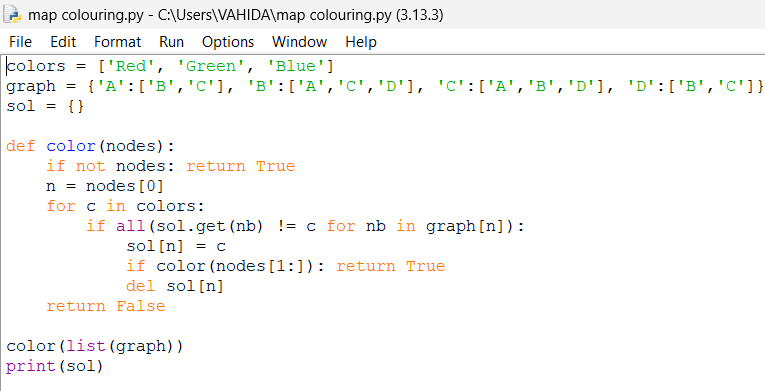 map colouring.py - C:\Users\VAHIDA\map colouring.py (3.13.3)
File Edit Format Run Options Window Help
colors = ['Red', 'Green', 'Blue']
graph = {'A':['B','C'], 'B':['A','C','D'], 'C':['A','B','D'], 'D':['B','C']}
sol = {}

def color(nodes):
    if not nodes: return True
    n = nodes[0]
    for c in colors:
        if all(sol.get(nb) != c for nb in graph[n]):
            sol[n] = c
            if color(nodes[1:]): return True
            del sol[n]
    return False

color(list(graph))
print(sol)